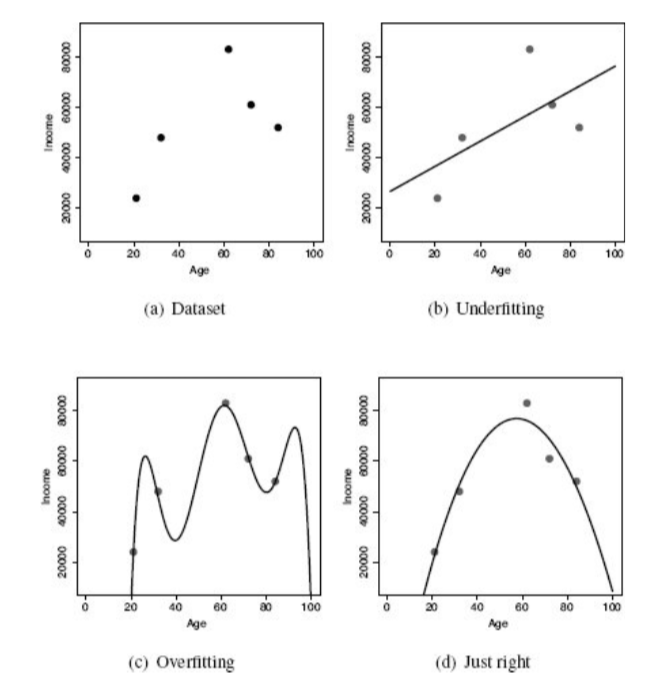 80000
60000
40000
20000
Income
0 20 40 60 80 100
Age
(a) Dataset
80000
60000
40000
20000
Income
0 20 40 60 80 100
Age
(b) Underfitting
80000
60000
40000
20000
Income
0 20 40 60 80 100
Age
(c) Overfitting
80000
60000
40000
20000
Income
0 20 40 60 80 100
Age
(d) Just right